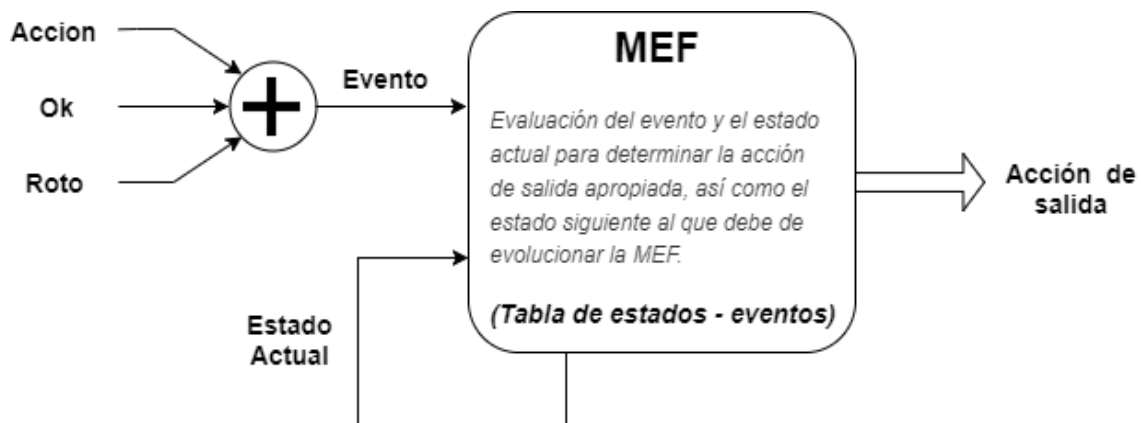 Accion
Ok
Roto
Evento
MEF
Evaluación del evento y el estado
actual para determinar la acción
de salida apropiada, así como el
estado siguiente al que debe de
evolucionar la MEF.
(Tabla de estados - eventos)
Acción de
salida
Estado
Actual